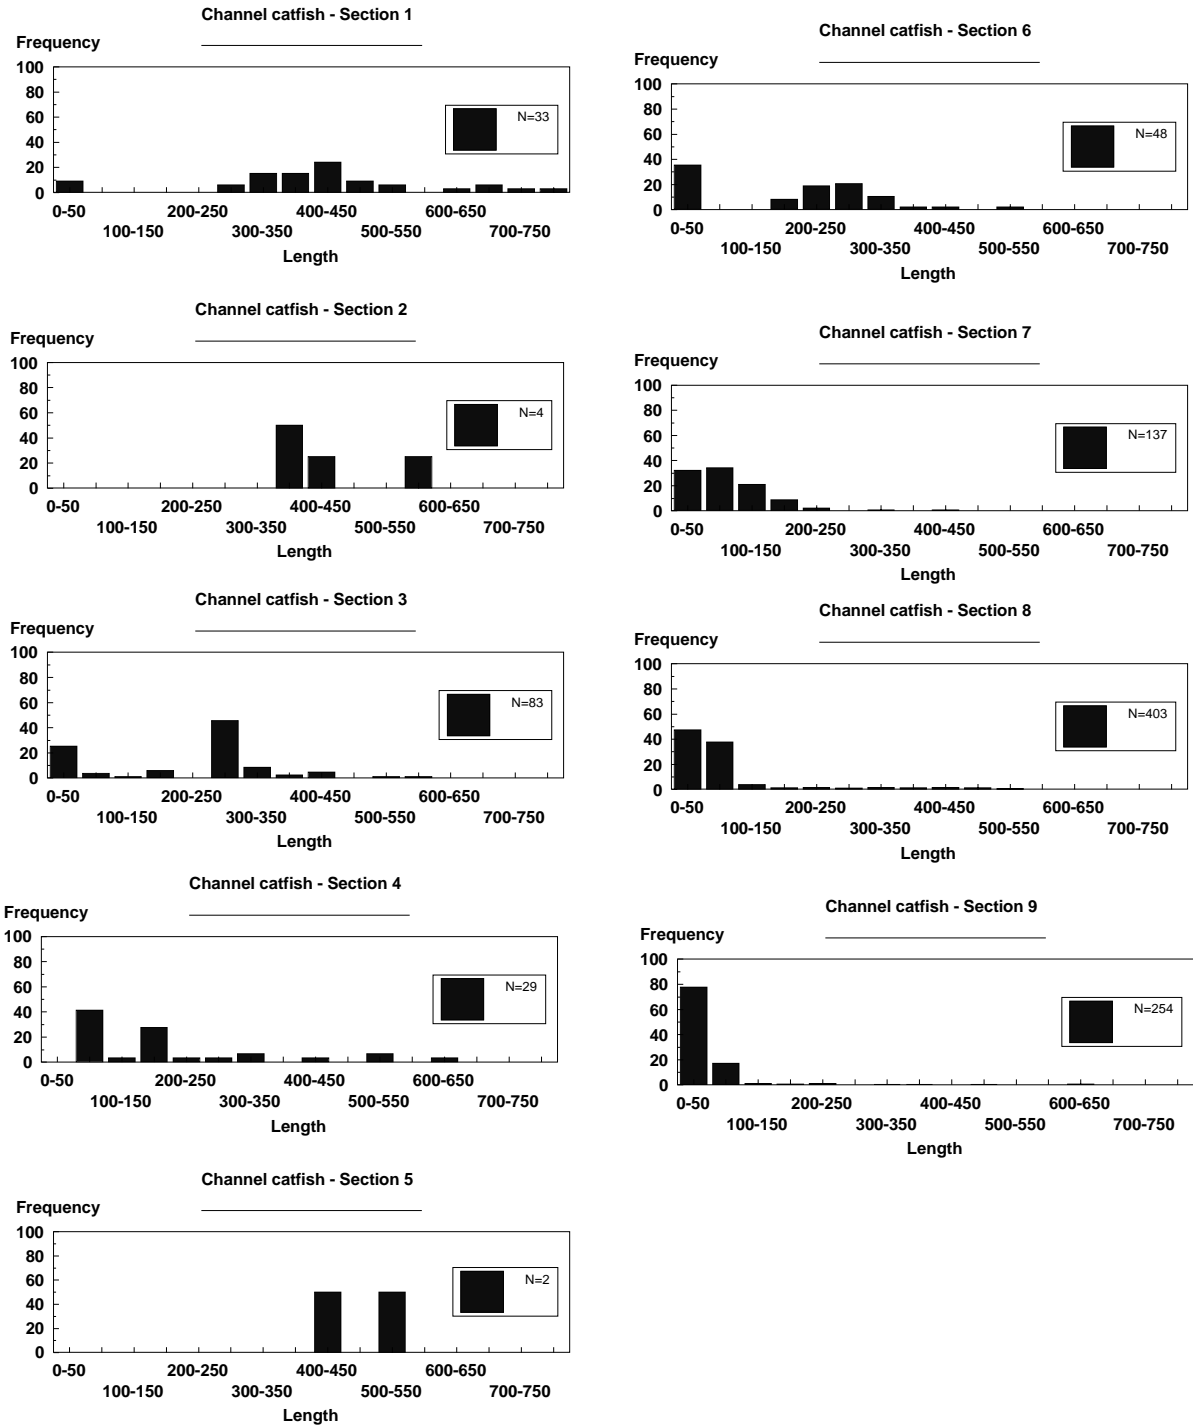 Channel catfish - Section 1
Frequency
100
80
60
40
20
0
N=33
0-50 200-250 400-450 600-650
100-150 300-350 500-550 700-750
Length
Channel catfish - Section 2
Frequency
100
80
60
40
20
0
N=4
0-50 200-250 400-450 600-650
100-150 300-350 500-550 700-750
Length
Channel catfish - Section 3
Frequency
100
80
60
40
20
0
N=83
0-50 200-250 400-450 600-650
100-150 300-350 500-550 700-750
Length
Channel catfish - Section 4
Frequency
100
80
60
40
20
0
N=29
0-50 200-250 400-450 600-650
100-150 300-350 500-550 700-750
Length
Channel catfish - Section 5
Frequency
100
80
60
40
20
0
N=2
0-50 200-250 400-450 600-650
100-150 300-350 500-550 700-750
Length
Channel catfish - Section 6
Frequency
100
80
60
40
20
0
N=48
0-50 200-250 400-450 600-650
100-150 300-350 500-550 700-750
Length
Channel catfish - Section 7
Frequency
100
80
60
40
20
0
N=137
0-50 200-250 400-450 600-650
100-150 300-350 500-550 700-750
Length
Channel catfish - Section 8
Frequency
100
80
60
40
20
0
N=403
0-50 200-250 400-450 600-650
100-150 300-350 500-550 700-750
Length
Channel catfish - Section 9
Frequency
100
80
60
40
20
0
N=254
0-50 200-250 400-450 600-650
100-150 300-350 500-550 700-750
Length